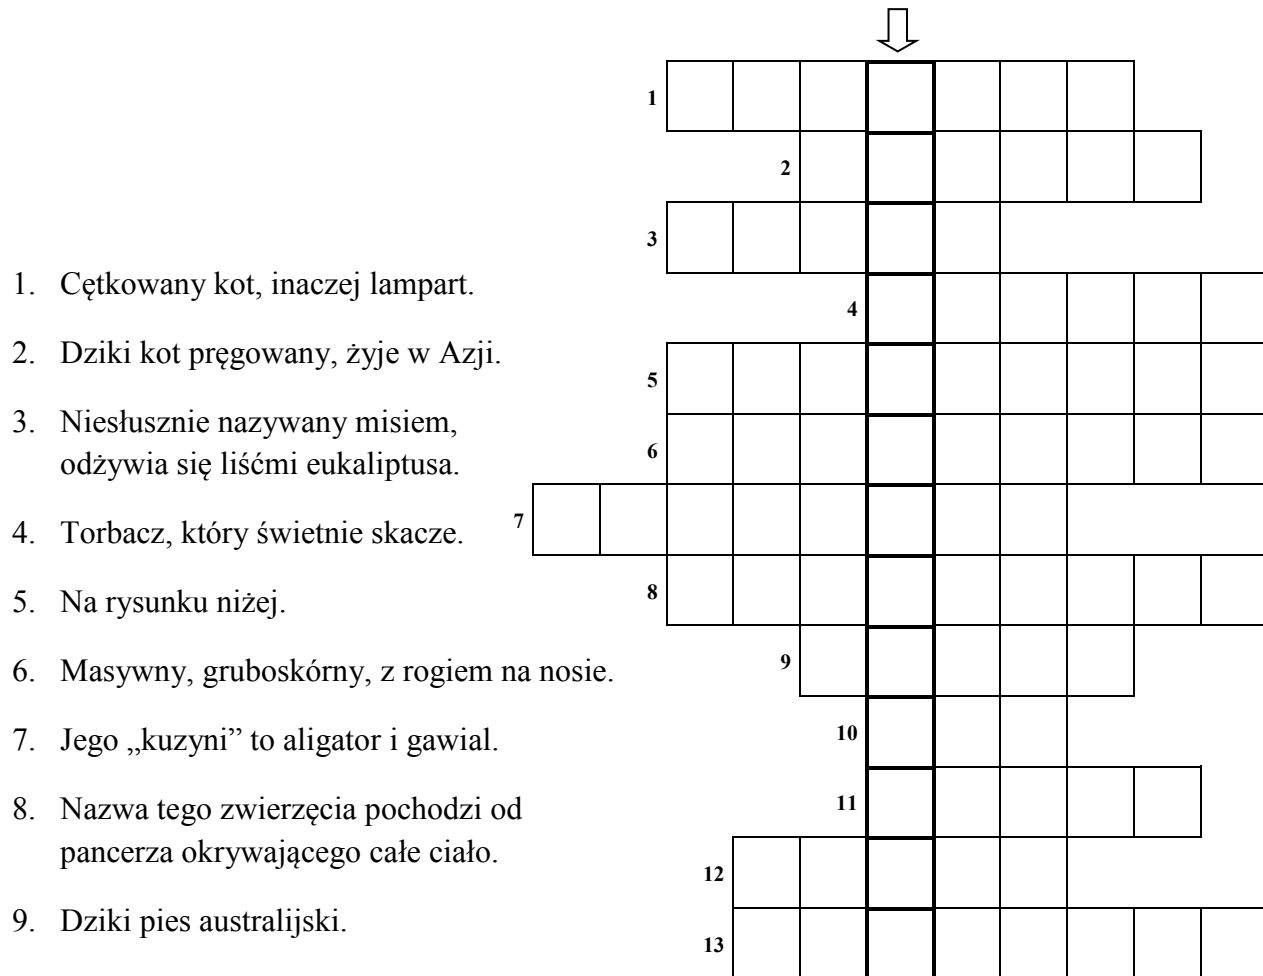 1
2
3
1. Cętkowany kot, inaczej lampart.
4
2. Dziki kot pręgowany, żyje w Azji.
5
3. Niesłusznie nazywany misiem,
odżywia się liśćmi eukaliptusa.
6
4. Torbacz, który świetnie skacze.
7
5. Na rysunku niżej.
8
6. Masywny, gruboskórny, z rogiem na nosie.
9
7. Jego „kuzyni” to aligator i gawial.
10
8. Nazwa tego zwierzęcia pochodzi od
pancerza okrywającego całe ciało.
11
12
9. Dziki pies australijski.
13